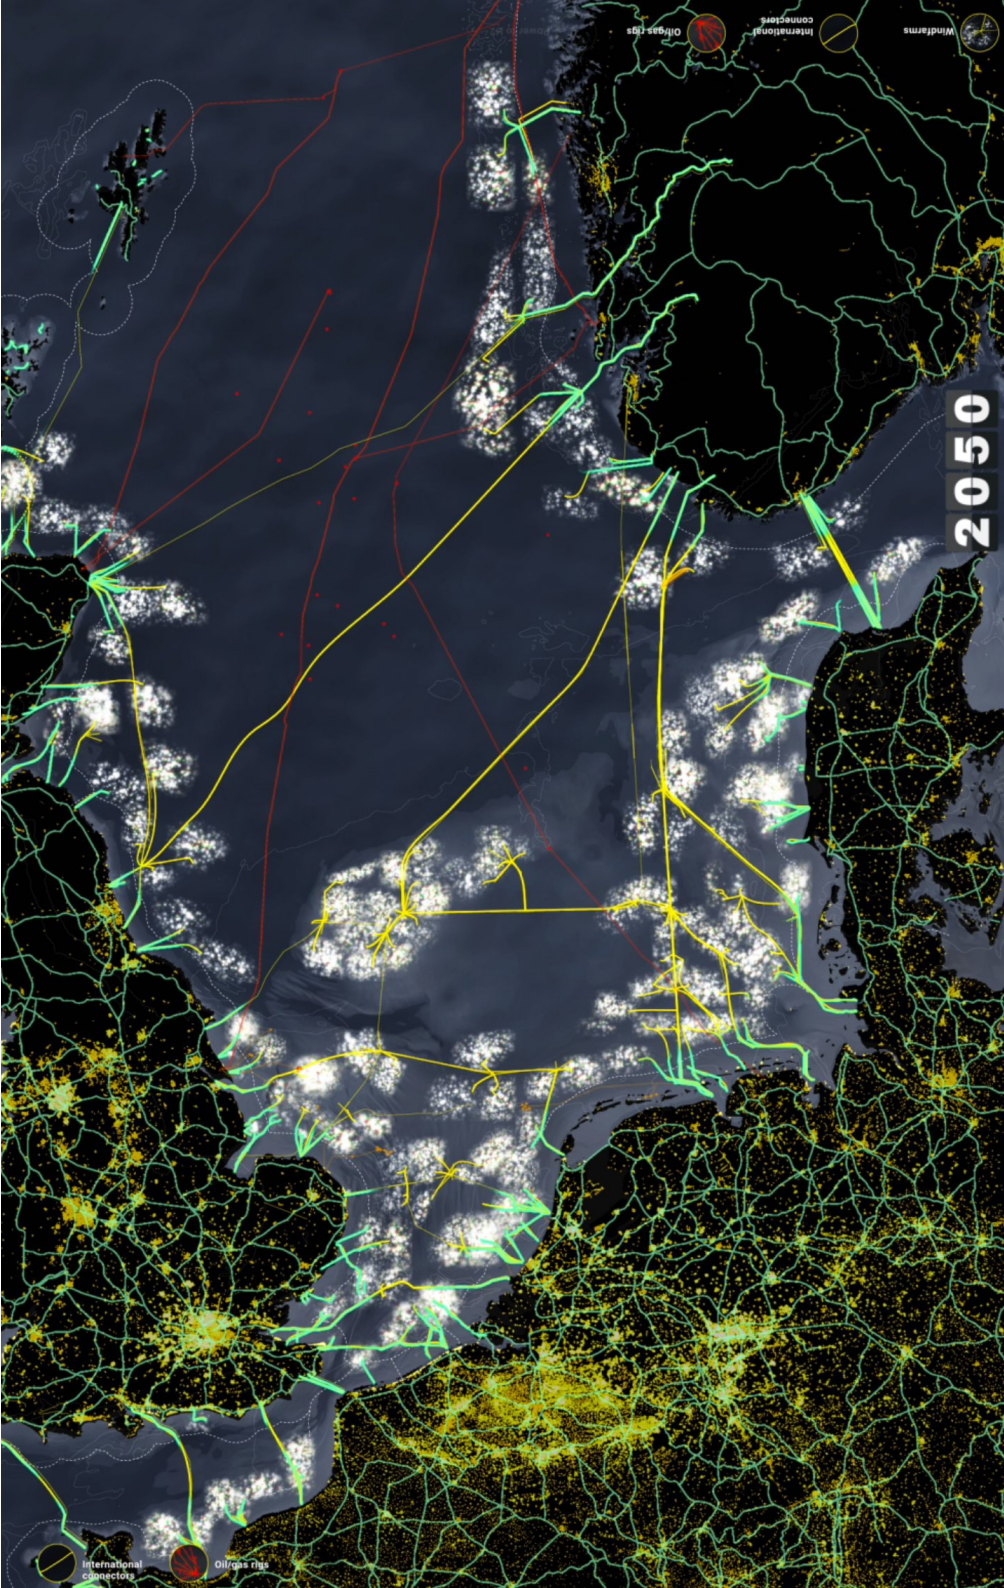 Oil/gas rigs
International
connectors
Windfarms
2050
International
connectors
Oil/gas rigs